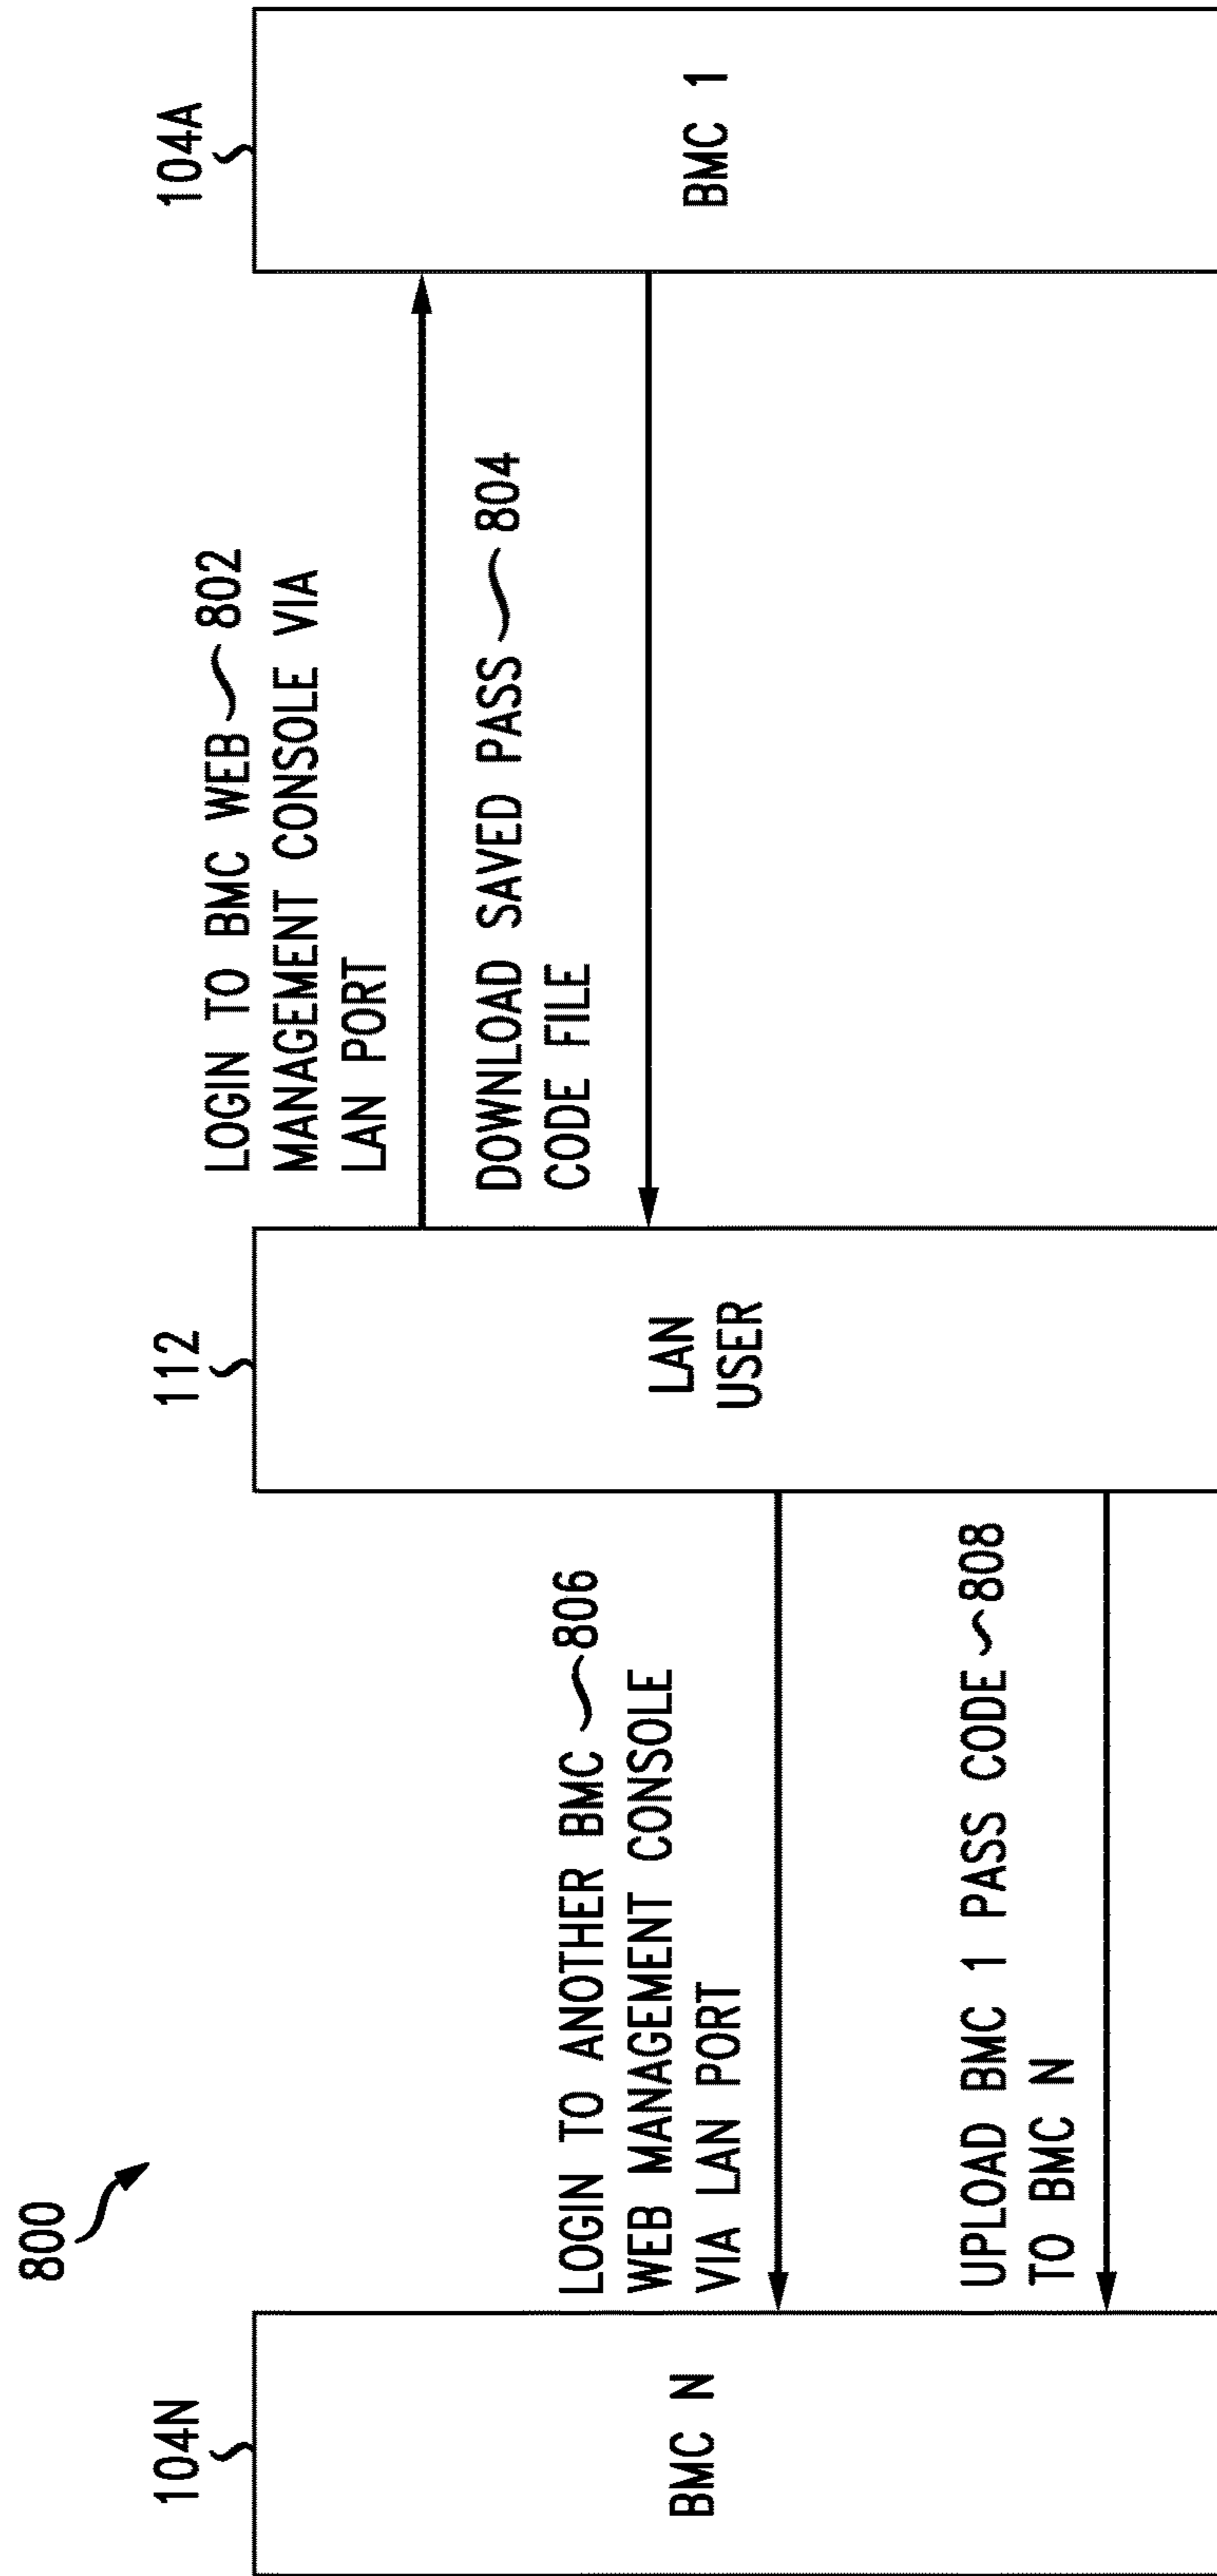 800
104N
112
104A
LOGIN TO BMC WEB 802
MANAGEMENT CONSOLE VIA
LAN PORT
DOWNLOAD SAVED PASS 804
CODE FILE
LOGIN TO ANOTHER BMC 806
WEB MANAGEMENT CONSOLE
VIA LAN PORT
UPLOAD BMC 1 PASS CODE 808
TO BMC N
BMC N
LAN
USER
BMC 1